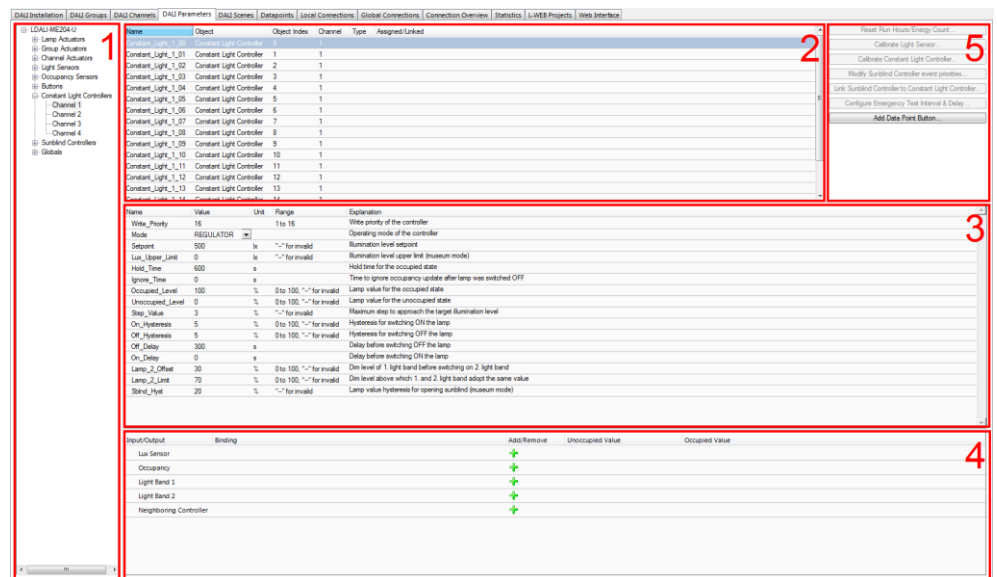 DALI Installation DALI Groups DALI Channels DALI Parameters DALI Scenes Datapoints Local Connections Global Connections Connection Overview Statistics L-WEB Projects Web Interface
LDALI-ME204-U
Lamp Actuators
Group Actuators
Channel Actuators
Light Sensors
Occupancy Sensors
Buttons
Constant Light Controllers
Channel 1
Channel 2
Channel 3
Channel 4
Sunblind Controllers
Globals
1
Name Object Object Index Channel Type Assigned/Linked
Constant_Light_1_00 Constant Light Controller 0 1
Constant_Light_1_01 Constant Light Controller 1 1
Constant_Light_1_02 Constant Light Controller 2 1
Constant_Light_1_03 Constant Light Controller 3 1
Constant_Light_1_04 Constant Light Controller 4 1
Constant_Light_1_05 Constant Light Controller 5 1
Constant_Light_1_06 Constant Light Controller 6 1
Constant_Light_1_07 Constant Light Controller 7 1
Constant_Light_1_08 Constant Light Controller 8 1
Constant_Light_1_09 Constant Light Controller 9 1
Constant_Light_1_10 Constant Light Controller 10 1
Constant_Light_1_11 Constant Light Controller 11 1
Constant_Light_1_12 Constant Light Controller 12 1
Constant_Light_1_13 Constant Light Controller 13 1
Constant_Light_1_14 Constant Light Controller 14 1
2
Reset Run Hours/Energy Count...
Calibrate Light Sensor...
Calibrate Constant Light Controller...
Modify Sunblind Controller event priorities...
Link Sunblind Controller to Constant Light Controller...
Configure Emergency Test Interval & Delay...
Add Data Point Button...
5
Name Value Unit Range Explanation
Write_Priority 16 1 to 16 Write priority of the controller
Mode REGULATOR Operating mode of the controller
Setpoint 500 lx "--" for invalid Illumination level setpoint
Lux_Upper_Limit 0 lx "--" for invalid Illumination level upper limit (museum mode)
Hold_Time 600 s Hold time for the occupied state
Ignore_Time 0 s Time to ignore occupancy update after lamp was switched OFF
Occupied_Level 100 % 0 to 100, "--" for invalid Lamp value for the occupied state
Unoccupied_Level 0 % 0 to 100, "--" for invalid Lamp value for the unoccupied state
Step_Value 3 % "--" for invalid Maximum step to approach the target illumination level
On_Hysteresis 5 % 0 to 100, "--" for invalid Hysteresis for switching ON the lamp
Off_Hysteresis 5 % 0 to 100, "--" for invalid Hysteresis for switching OFF the lamp
Off_Delay 300 s Delay before switching OFF the lamp
On_Delay 0 s Delay before switching ON the lamp
Lamp_2_Offset 30 % 0 to 100, "--" for invalid Dim level of 1. light band before switching on 2. light band
Lamp_2_Limit 70 % 0 to 100, "--" for invalid Dim level above which 1. and 2. light band adopt the same value
Sblnd_Hyst 20 % "--" for invalid Lamp value hysteresis for opening sunblind (museum mode)
3
Input/Output Binding Add/Remove Unoccupied Value Occupied Value
Lux Sensor
Occupancy
Light Band 1
Light Band 2
Neighboring Controller
4